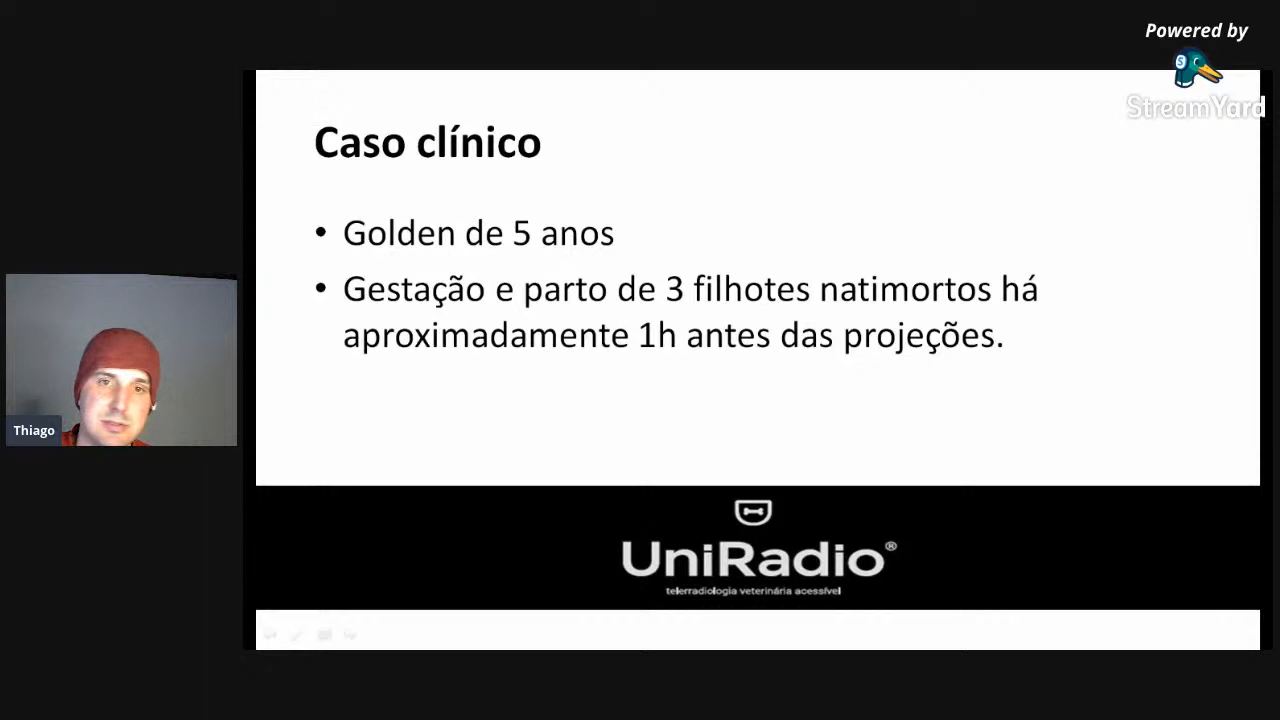 Powered by
StreamYard
Caso clínico
• Golden de 5 anos
• Gestação e parto de 3 filhotes natimortos há
aproximadamente 1h antes das projeções.
Thiago
UniRadio®
telerradiologia veterinária acessível